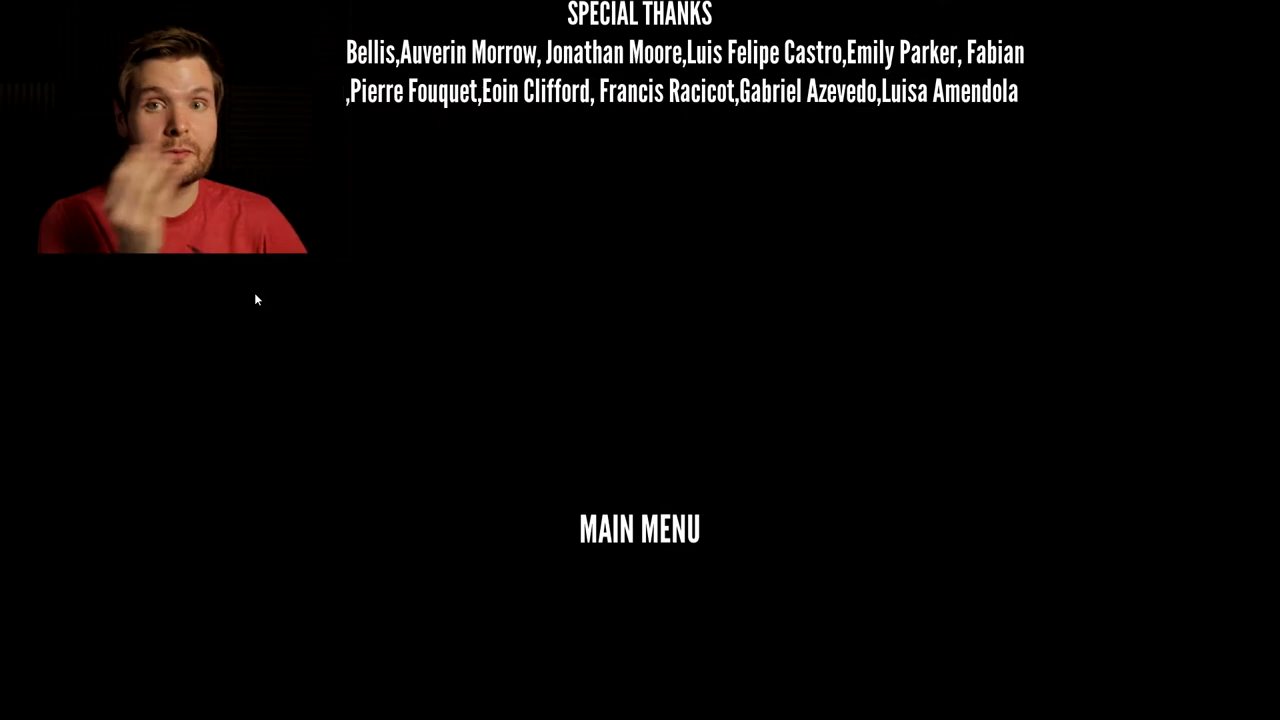 SPECIAL THANKS
Bellis,Auverin Morrow, Jonathan Moore,Luis Felipe Castro,Emily Parker, Fabian
,Pierre Fouquet,Eoin Clifford, Francis Racicot,Gabriel Azevedo,Luisa Amendola
MAIN MENU